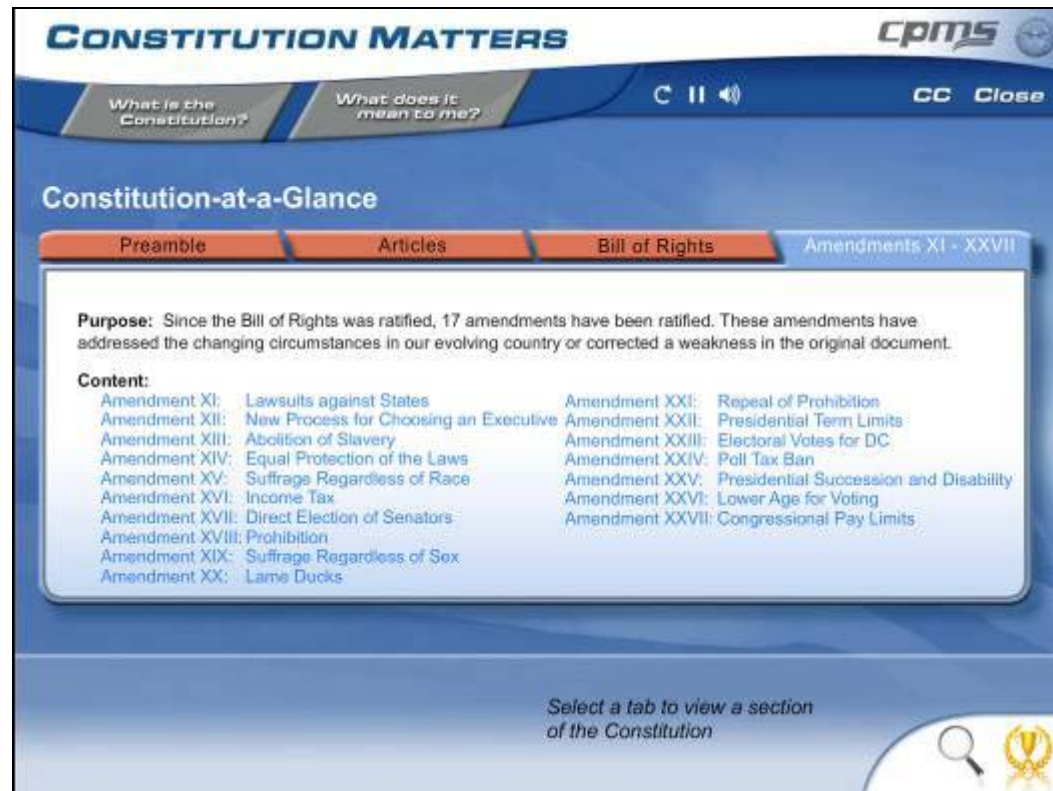 CONSTITUTION MATTERS
cpms
What is the
Constitution?
What does it
mean to me?
CC Close
Constitution-at-a-Glance
Preamble
Articles
Bill of Rights
Amendments XI - XXVII
Purpose: Since the Bill of Rights was ratified, 17 amendments have been ratified. These amendments have
addressed the changing circumstances in our evolving country or corrected a weakness in the original document.
Content:
Amendment XI: Lawsuits against States
Amendment XII: New Process for Choosing an Executive
Amendment XIII: Abolition of Slavery
Amendment XIV: Equal Protection of the Laws
Amendment XV: Suffrage Regardless of Race
Amendment XVI: Income Tax
Amendment XVII: Direct Election of Senators
Amendment XVIII: Prohibition
Amendment XIX: Suffrage Regardless of Sex
Amendment XX: Lame Ducks
Amendment XXI: Repeal of Prohibition
Amendment XXII: Presidential Term Limits
Amendment XXIII: Electoral Votes for DC
Amendment XXIV: Poll Tax Ban
Amendment XXV: Presidential Succession and Disability
Amendment XXVI: Lower Age for Voting
Amendment XXVII: Congressional Pay Limits
Select a tab to view a section
of the Constitution